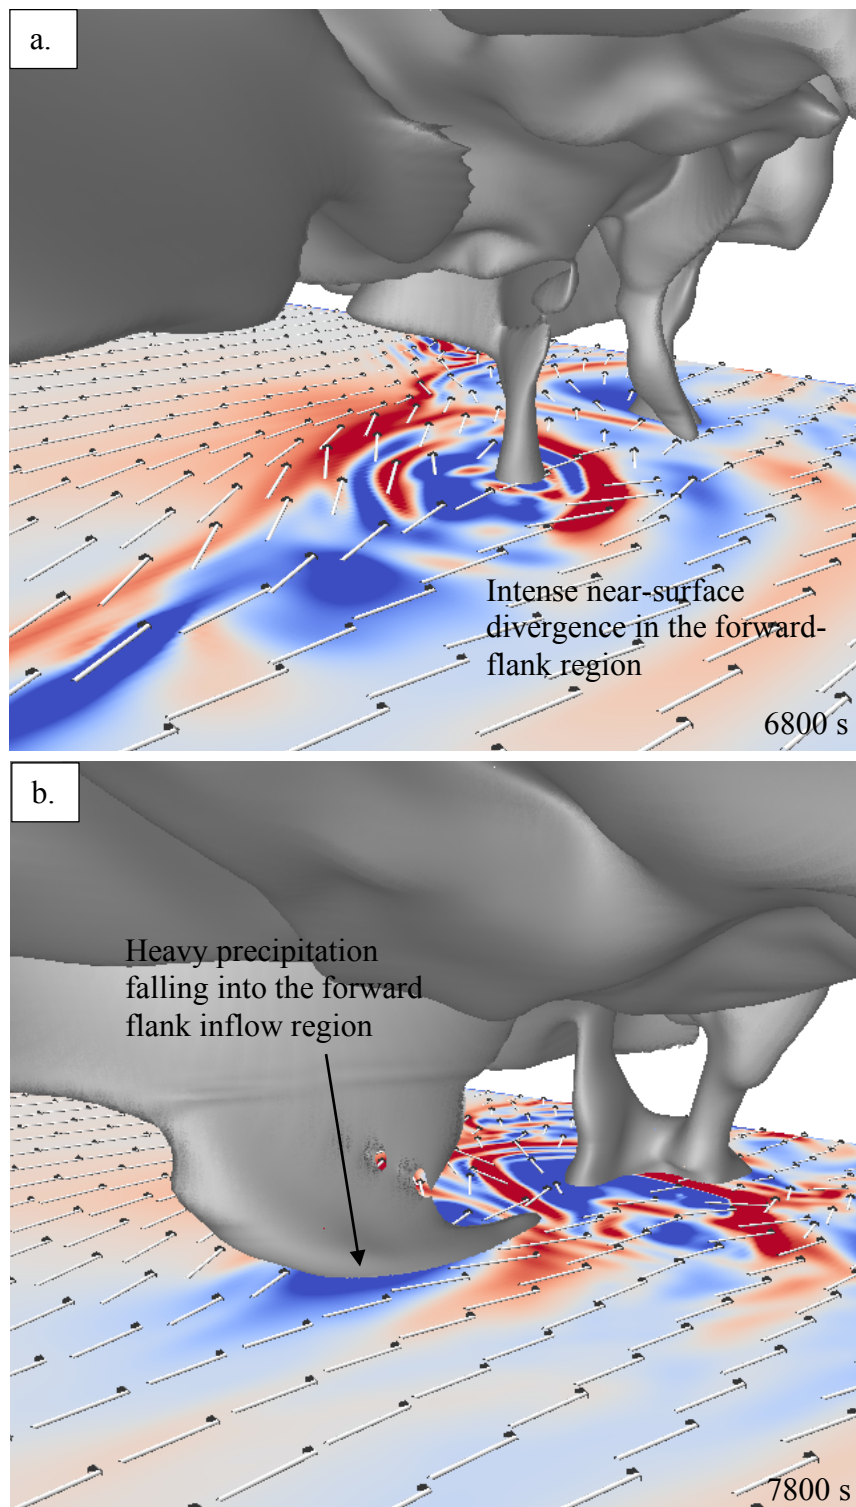 a.
Intense near-surface
divergence in the forward-
flank region
6800 s
b.
Heavy precipitation
falling into the forward
flank inflow region
7800 s